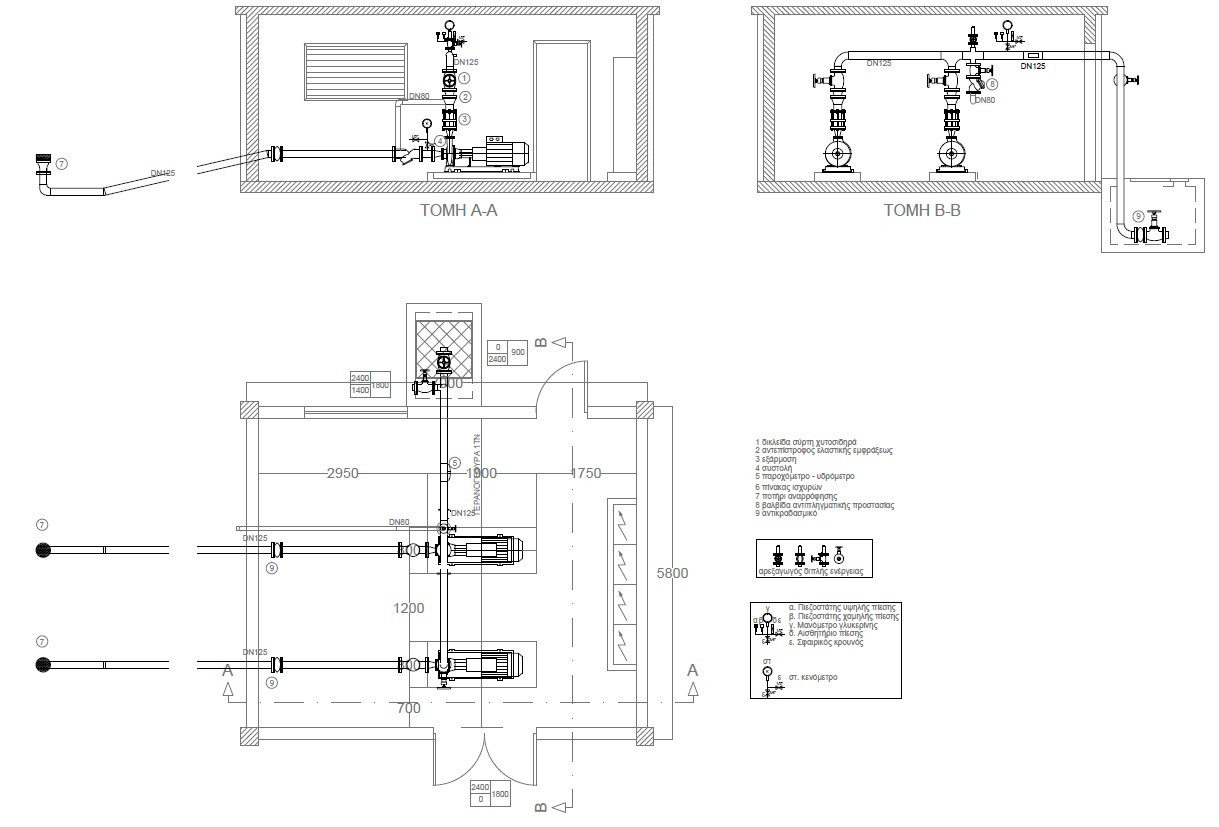 DN125
1
2
DN80
3
4
7
DN125
ΤΟΜΗ Α-Α
DN125
DN125
8
DN80
9
ΤΟΜΗ Β-Β
B
0
2400
900
2400
1400
1800
5
2950
1900
1750
ΓΕΡΑΝΟΓΕΦΥΡΑ 1ΤΝ
DN125
DN80
7
DN125
9
5800
1200
7
DN125
9
A
A
700
2400
0
1800
B
1 δικλείδα σύρτη χυτοσιδηρά
2 αντεπίστροφος ελαστικής εμφράξεως
3 εξάρμοση
4 συστολή
5 παροχόμετρο - υδρόμετρο
6 πίνακας ισχυρών
7 ποτήρι αναρρόφησης
8 βαλβίδα αντιπληγματικής προστασίας
9 αντικραδασμικό
αρεξαγωγός διπλής ενέργειας
γ
α β δ ε
ε
α. Πιεζοστάτης υψηλής πίεσης
β. Πιεζοστάτης χαμηλής πίεσης
γ. Μανόμετρο γλυκερίνης
δ. Αισθητήριο πίεσης
ε. Σφαιρικός κρουνός
στ
ε
ε
στ. κενόμετρο